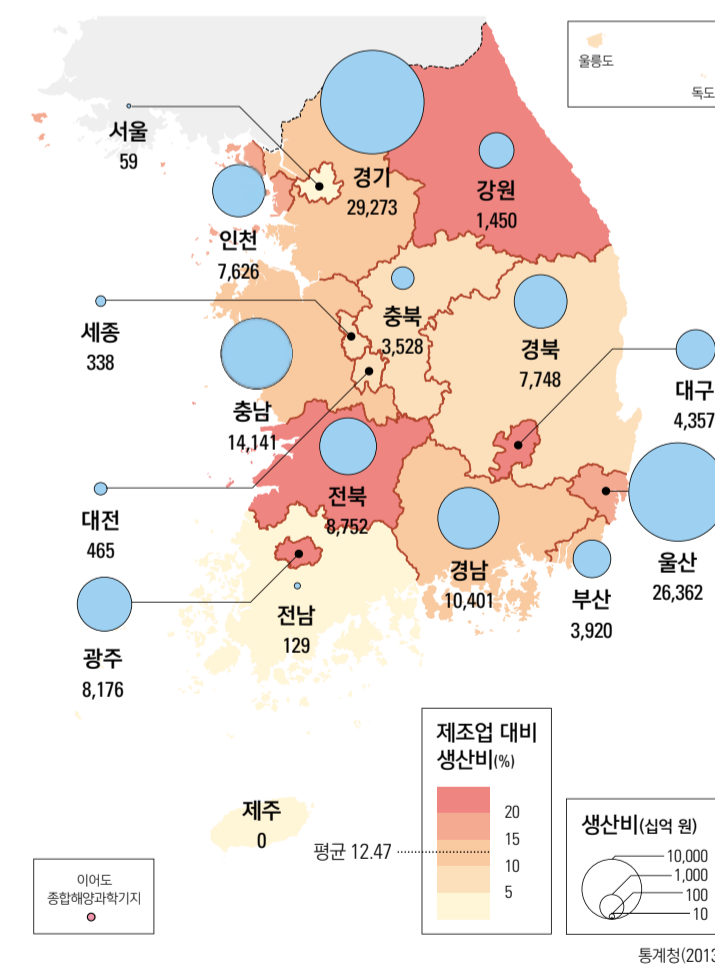 울릉도
독도
서울
59
경기
29,273
강원
1,450
인천
7,626
충북
3,528
세종
338
경북
7,748
대구
4,357
충남
14,141
전북
8,752
대전
465
경남
10,401
울산
26,362
부산
3,920
전남
129
광주
8,176
제주
0
이어도
종합해양과학기지
제조업 대비
생산비(%)
20
15
평균 12.47
10
5
생산비(십억 원)
10,000
1,000
100
10
통계청(2013